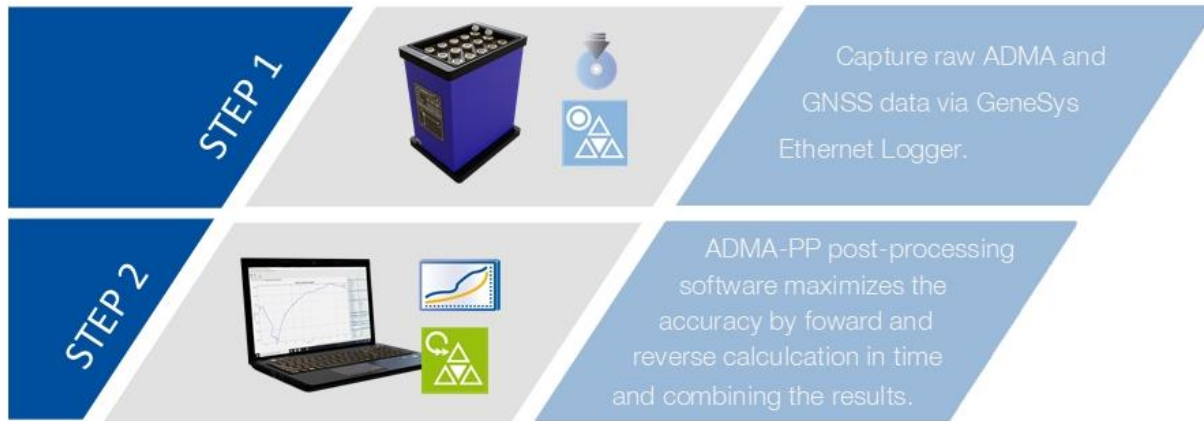 STEP 1
Capture raw ADMA and
GNSS data via GeneSys
Ethernet Logger.
STEP 2
ADMA-PP post-processing
software maximizes the
accuracy by foward and
reverse calculcation in time
and combining the results.